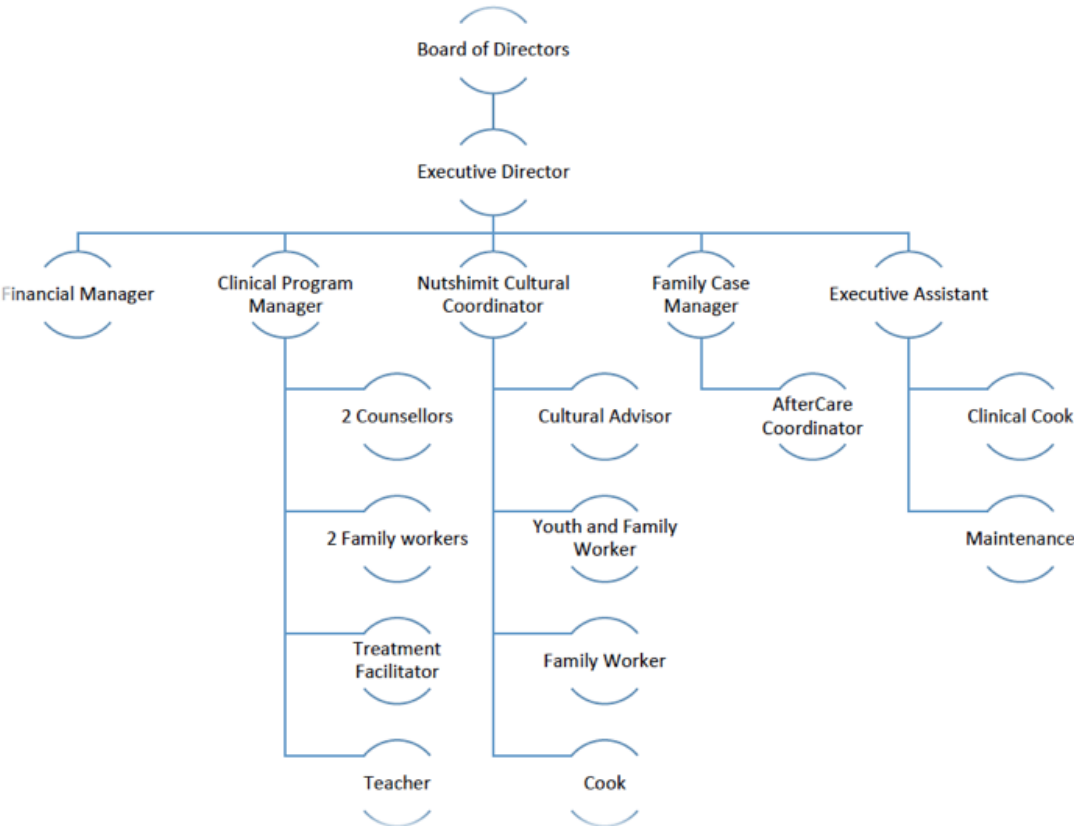 Board of Directors
Executive Director
Financial Manager
Clinical Program
Manager
Nutshimit Cultural
Coordinator
Family Case
Manager
Executive Assistant
2 Counsellors
Cultural Advisor
AfterCare
Coordinator
Clinical Cook
2 Family workers
Youth and Family
Worker
Maintenance
Treatment
Facilitator
Family Worker
Teacher
Cook